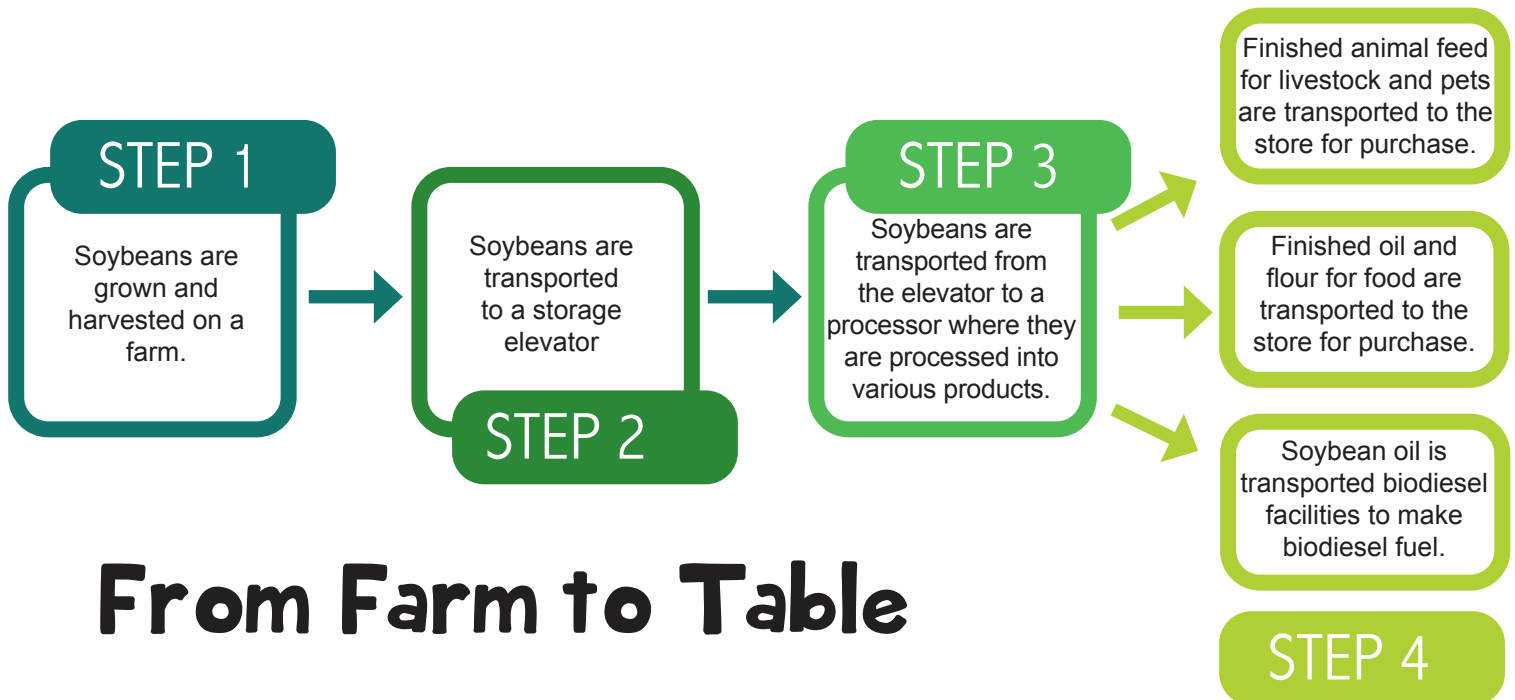 STEP 1
Soybeans are
grown and
harvested on a
farm.
Soybeans are
transported
to a storage
elevator
STEP 2
STEP 3
Soybeans are
transported from
the elevator to a
processor where they
are processed into
various products.
Finished animal feed
for livestock and pets
are transported to the
store for purchase.
Finished oil and
flour for food are
transported to the
store for purchase.
Soybean oil is
transported biodiesel
facilities to make
biodiesel fuel.
STEP 4
From Farm to Table